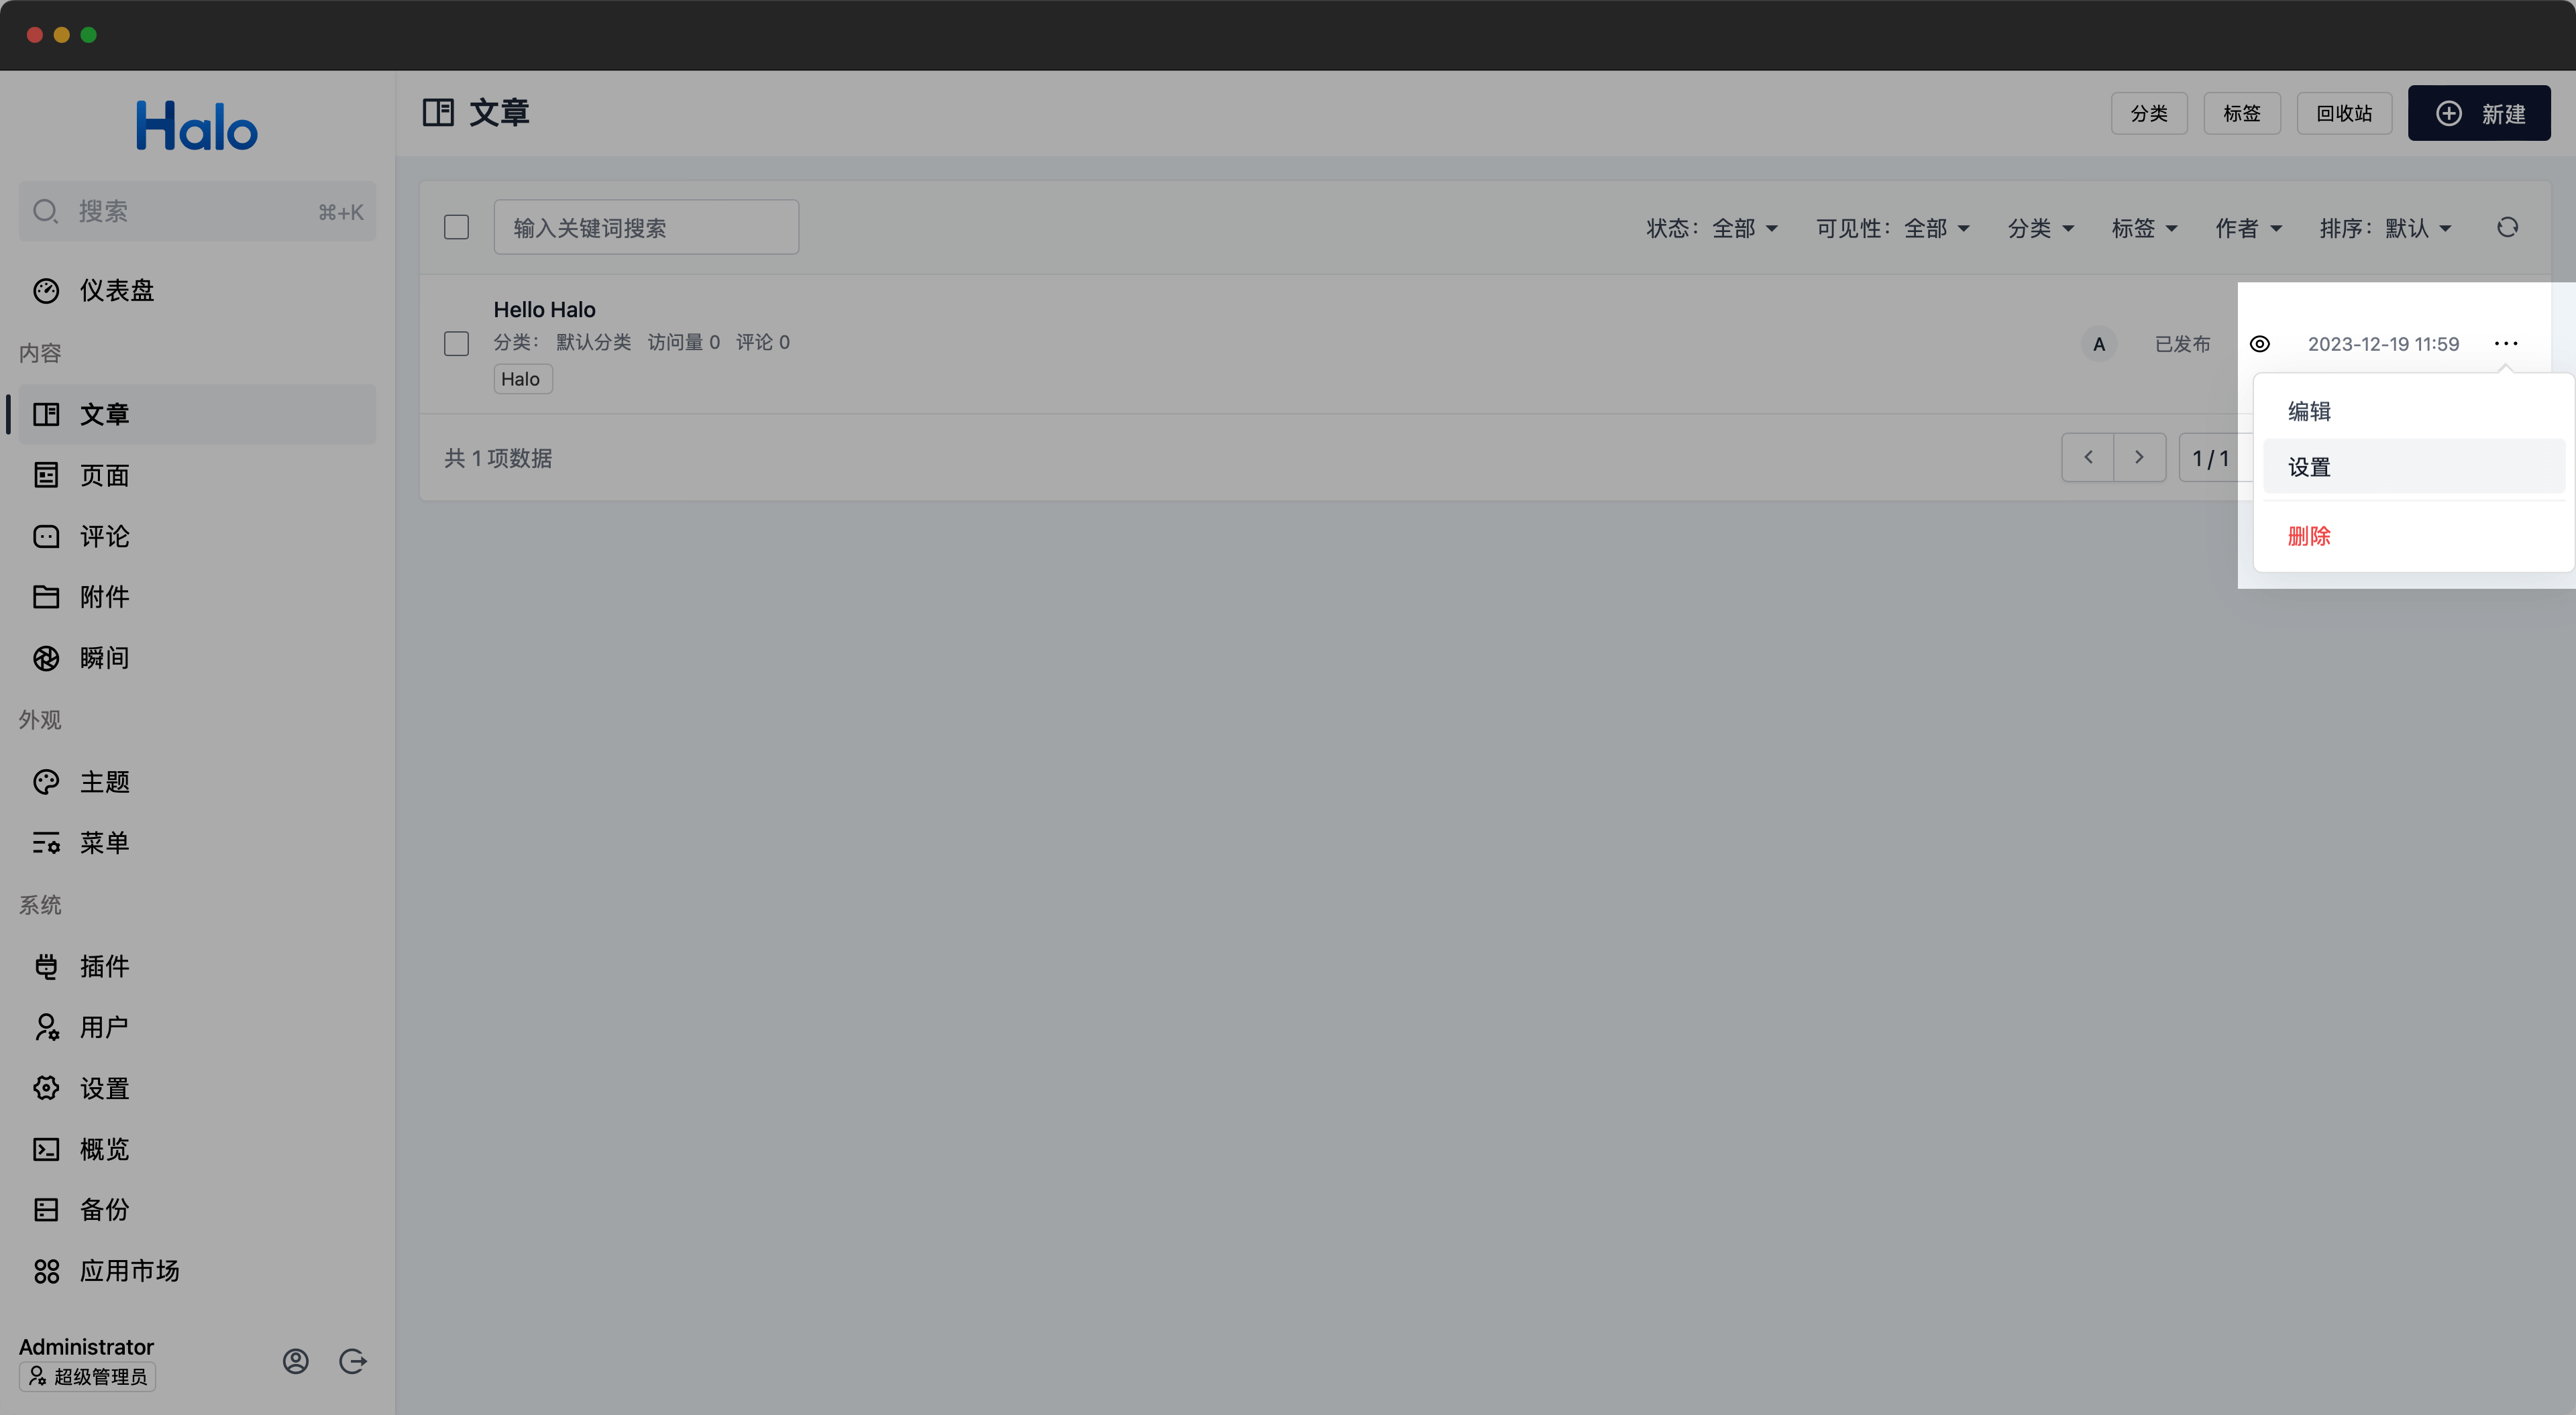 Halo
搜索 ⌘+K
仪表盘
内容
文章
页面
评论
附件
瞬间
外观
主题
菜单
系统
插件
用户
设置
概览
备份
应用市场
Administrator
超级管理员
文章
分类 标签 回收站 新建
输入关键词搜索 状态：全部 可见性：全部 分类 标签 作者 排序：默认
Hello Halo
分类： 默认分类 访问量 0 评论 0
Halo
A 已发布 2023-12-19 11:59
共 1 项数据 1 / 1
编辑
设置
删除